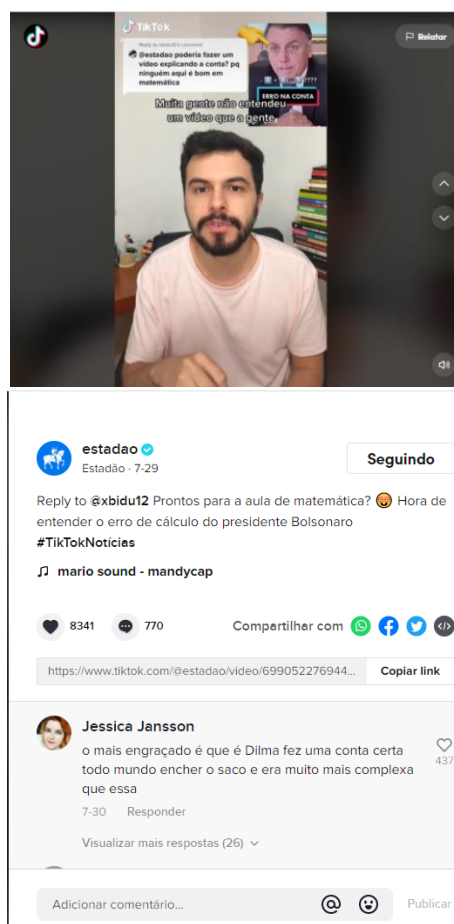 TikTok
Relatar
Reply to xbidu12's comment
@estadao poderia fazer um
vídeo explicando a conta? pq
ninguém aqui é bom em
matemática
????
ERRO NA CONTA
Muita gente não entendeu
um vídeo que a gente
estadao
Estadão · 7-29
Seguindo
Reply to @xbidu12 Prontos para a aula de matemática? 😁 Hora de
entender o erro de cálculo do presidente Bolsonaro
#TikTokNotícias
mario sound - mandycap
8341
770
Compartilhar com
https://www.tiktok.com/@estadao/video/699052276944...
Copiar link
Jessica Jansson
o mais engraçado é que é Dilma fez uma conta certa
todo mundo encher o saco e era muito mais complexa
que essa
437
7-30 Responder
Visualizar mais respostas (26)
Adicionar comentário...
@
Publicar